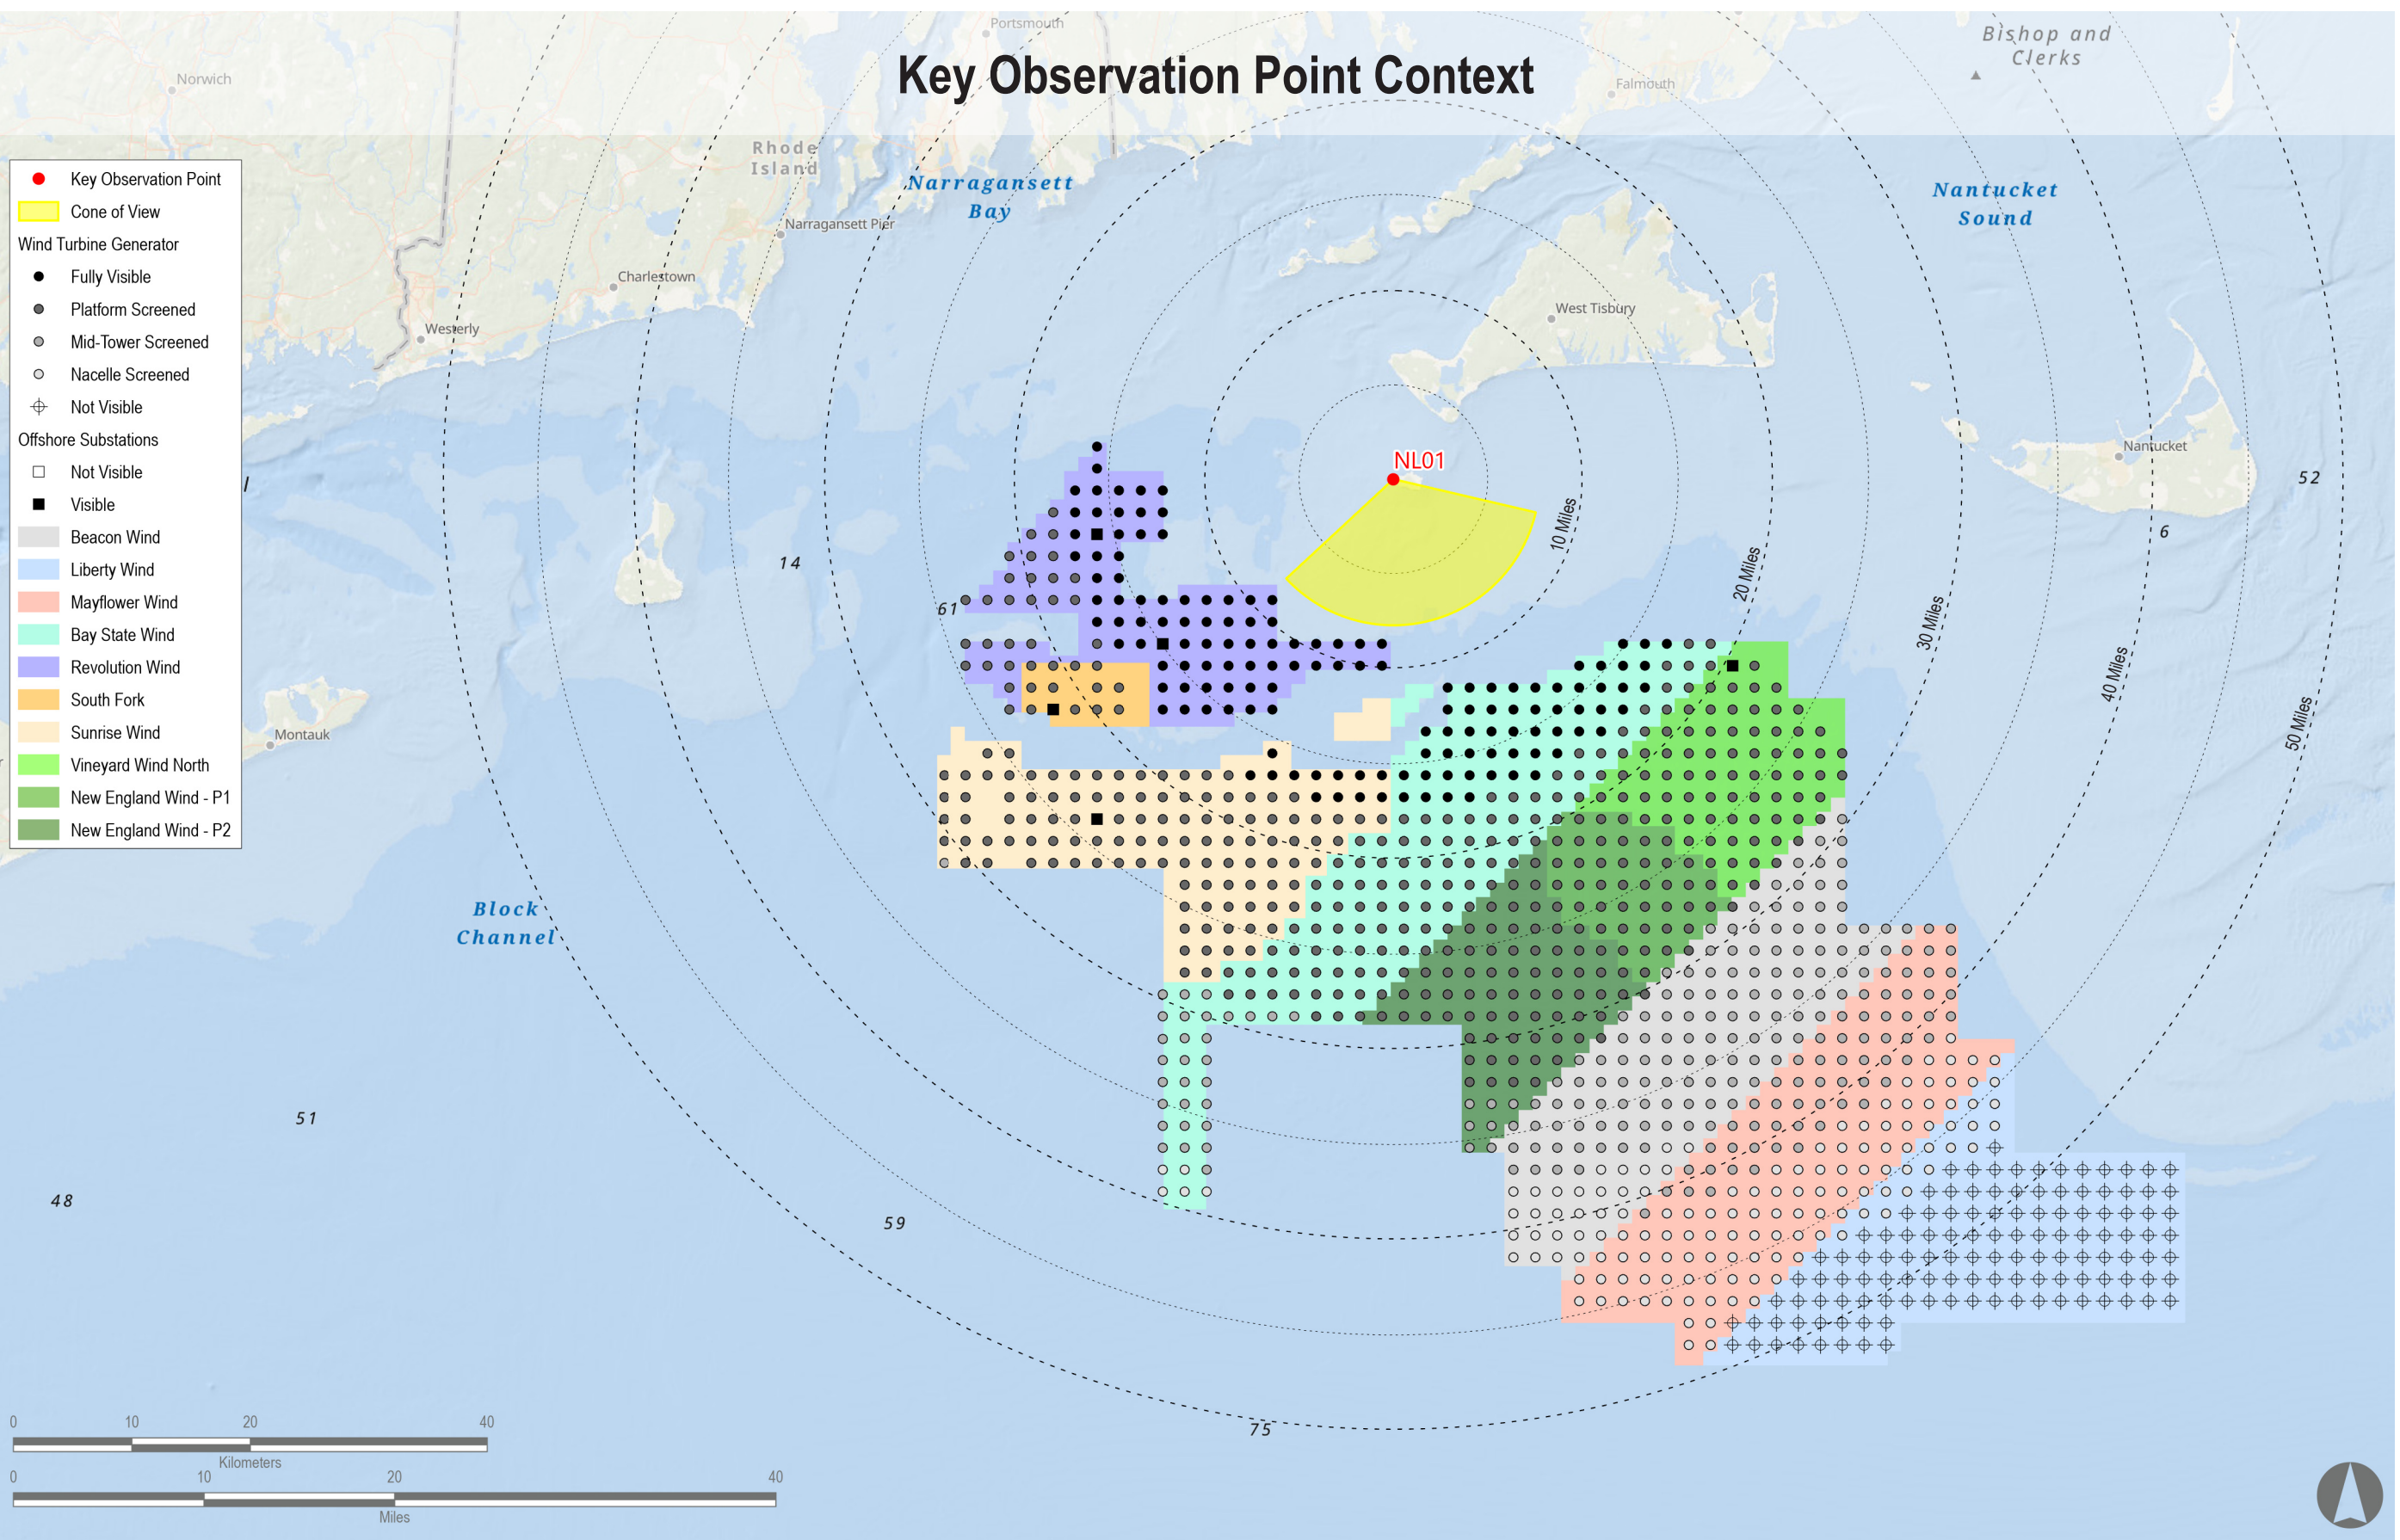 Portsmouth
Bishop and
Clerks
Key Observation Point Context
Norwich
Falmouth
Rhode
Island
Narragansett
Bay
Nantucket
Sound
Narragansett Pier
Charlestown
Westerly
West Tisbury
Nantucket
Montauk
Key Observation Point
Cone of View
Wind Turbine Generator
Fully Visible
Platform Screened
Mid-Tower Screened
Nacelle Screened
Not Visible
Offshore Substations
Not Visible
Visible
Beacon Wind
Liberty Wind
Mayflower Wind
Bay State Wind
Revolution Wind
South Fork
Sunrise Wind
Vineyard Wind North
New England Wind - P1
New England Wind - P2
NL01
10 Miles
20 Miles
30 Miles
40 Miles
50 Miles
52
6
14
61
Block
Channel
51
48
59
75
0 10 20 40
Kilometers
0 10 20 40
Miles